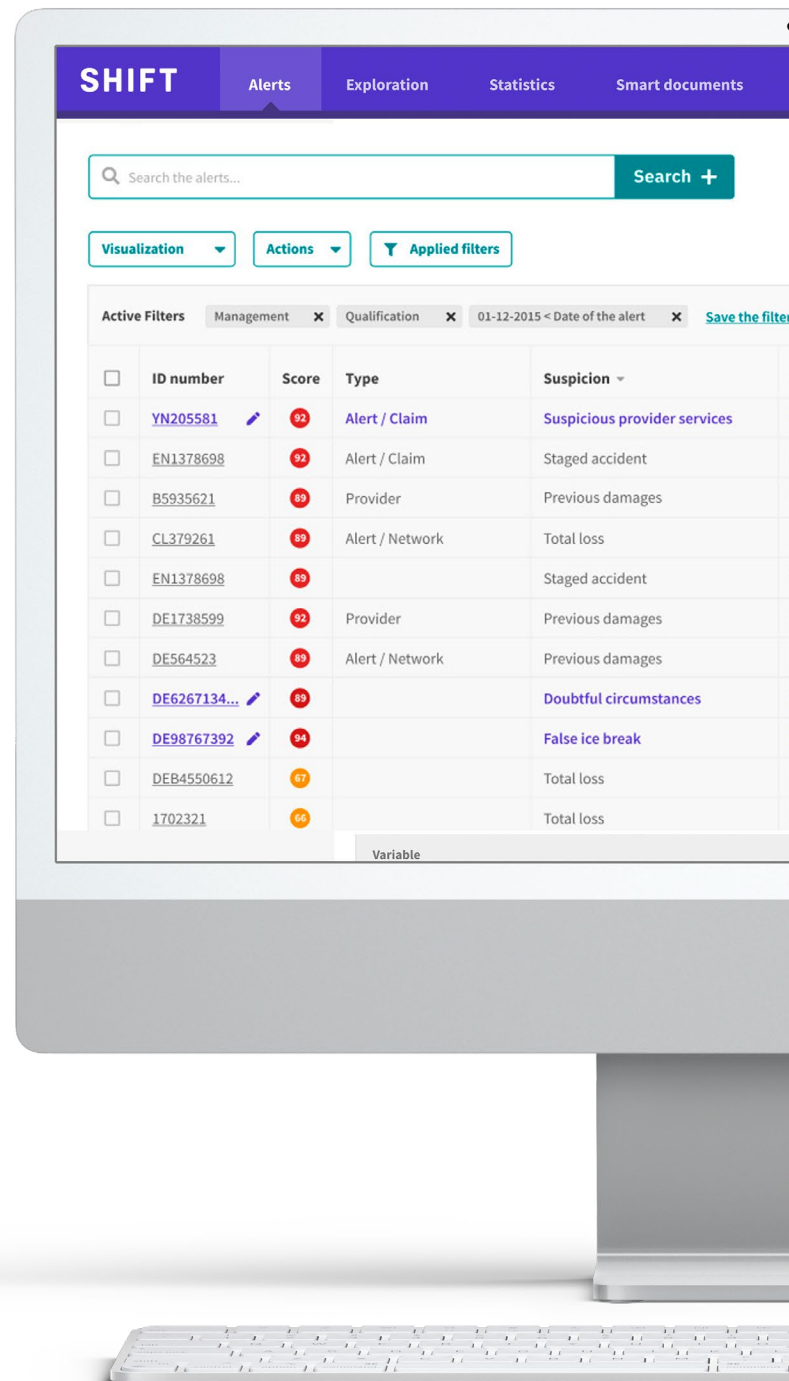 SHIFT Alerts Exploration Statistics Smart documents
Search the alerts... Search +
Visualization Actions Applied filters
Active Filters Management Qualification 01-12-2015 < Date of the alert Save the filter
ID number Score Type Suspicion
YN205581 92 Alert / Claim Suspicious provider services
EN1378698 92 Alert / Claim Staged accident
B5935621 89 Provider Previous damages
CL379261 89 Alert / Network Total loss
EN1378698 89 Staged accident
DE1738599 92 Provider Previous damages
DE564523 89 Alert / Network Previous damages
DE6267134... 89 Doubtful circumstances
DE98767392 94 False ice break
DEB4550612 67 Total loss
1702321 66 Total loss
Variable